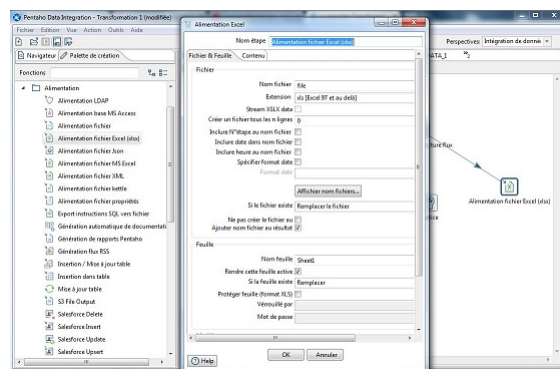 Pentaho Data Integration - Transformation 1 (modifiée)
Fichier Edition Vue Action Outils Aide
Perspectives: Intégration de donné
Navigateur
Palette de création
DATA_1
Fonctions
Alimentation
Alimentation LDAP
Alimentation base MS Access
Alimentation fichier
Alimentation fichier Excel (xlsx)
Alimentation fichier Json
Alimentation fichier MS Excel
Alimentation fichier XML
Alimentation fichier kettle
Alimentation fichier propriétés
Export instructions SQL vers fichier
Génération automatique de documentati
Génération de rapports Pentaho
Génération flux RSS
Insertion / Mise à jour table
Insertion dans table
Mise à jour table
S3 File Output
Salesforce Delete
Salesforce Insert
Salesforce Update
Salesforce Upsert
Alimentation Excel
Nom étape Alimentation fichier Excel (xlsx)
Fichier & Feuille
Contenu
Fichier
Nom fichier file
Extension xls [Excel 97 et au delà]
Stream XSLX data
Créer un fichier tous les n lignes 0
Inclure N°étape au nom fichier
Inclure date dans nom fichier
Inclure heure au nom fichier
Spécifier format date
Format date
Afficher nom fichiers...
Si le fichier existe Remplacer le fichier
Ne pas créer le fichier au
Ajouter nom fichier au résultat
Feuille
Nom feuille Sheet1
Rendre cette feuille active
Si la feuille existe Remplacer
Protéger feuille (format XLS)
Vérrouillé par
Mot de passe
Help
OK
Annuler
cture flux
Alimentation fichier Excel (xlsx)